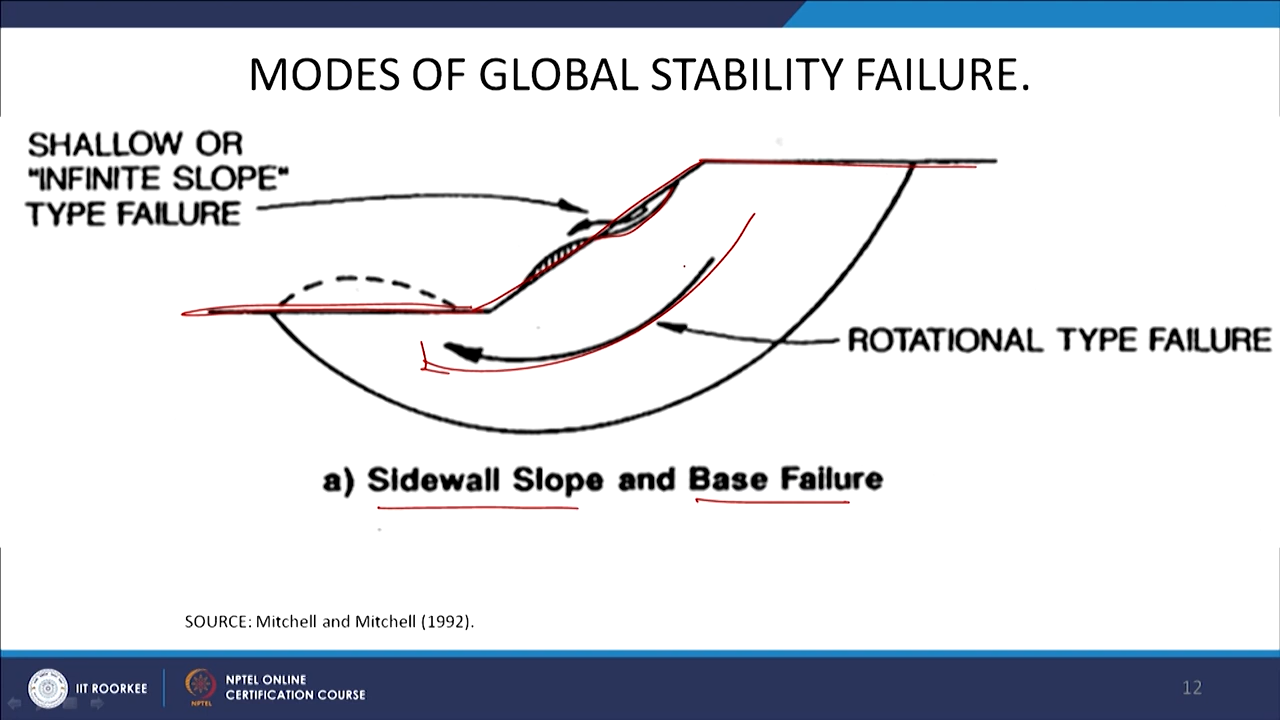 MODES OF GLOBAL STABILITY FAILURE.
SHALLOW OR
"INFINITE SLOPE"
TYPE FAILURE
ROTATIONAL TYPE FAILURE
a) Sidewall Slope and Base Failure
SOURCE: Mitchell and Mitchell (1992).
IIT ROORKEE
NPTEL
NPTEL ONLINE
CERTIFICATION COURSE
12